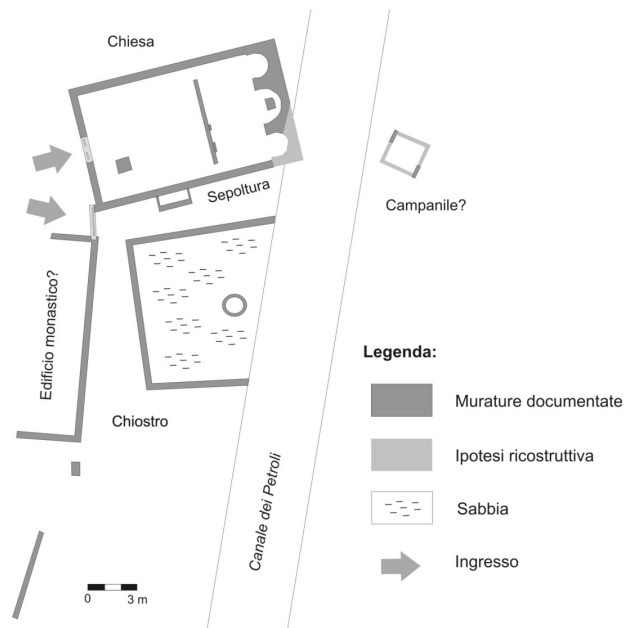 Chiesa
Sepoltura
Campanile?
Edificio monastico?
Chiostro
Canale dei Petroli
Legenda:
Murature documentate
Ipotesi ricostruttiva
Sabbia
Ingresso
0 3 m